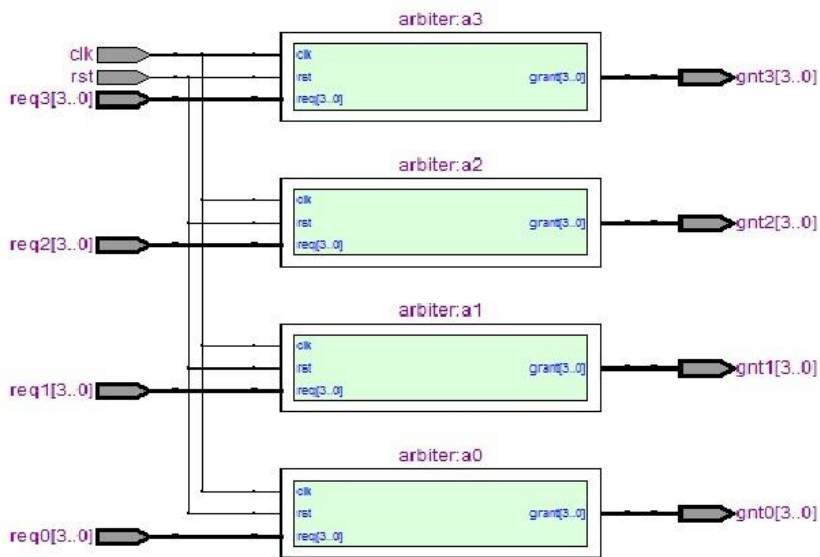 arbiter:a3
clk
rst
req3[3..0]
clk
rst
req[3..0]
grant[3..0]
gnt3[3..0]
arbiter:a2
req2[3..0]
clk
rst
req[3..0]
grant[3..0]
gnt2[3..0]
arbiter:a1
req1[3..0]
clk
rst
req[3..0]
grant[3..0]
gnt1[3..0]
arbiter:a0
req0[3..0]
clk
rst
req[3..0]
grant[3..0]
gnt0[3..0]